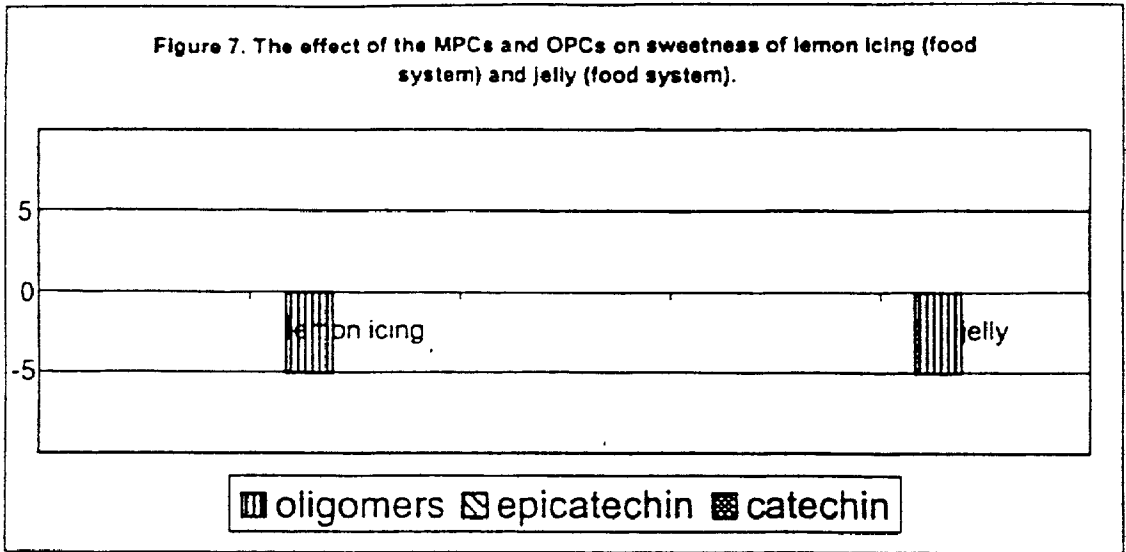 Figure 7. The effect of the MPCs and OPCs on sweetness of lemon icing (food
system) and jelly (food system).
5
0
lemon icing
jelly
-5
oligomers epicatechin catechin